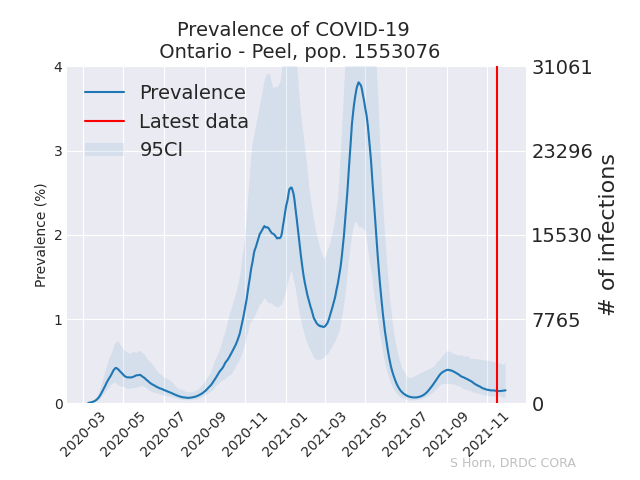 Prevalence of COVID-19
Ontario - Peel, pop. 1553076
Prevalence
Latest data
95CI
Prevalence (%)
4
3
2
1
0
31061
23296
15530
7765
0
# of infections
2020-03
2020-05
2020-07
2020-09
2020-11
2021-01
2021-03
2021-05
2021-07
2021-09
2021-11
S Horn, DRDC CORA